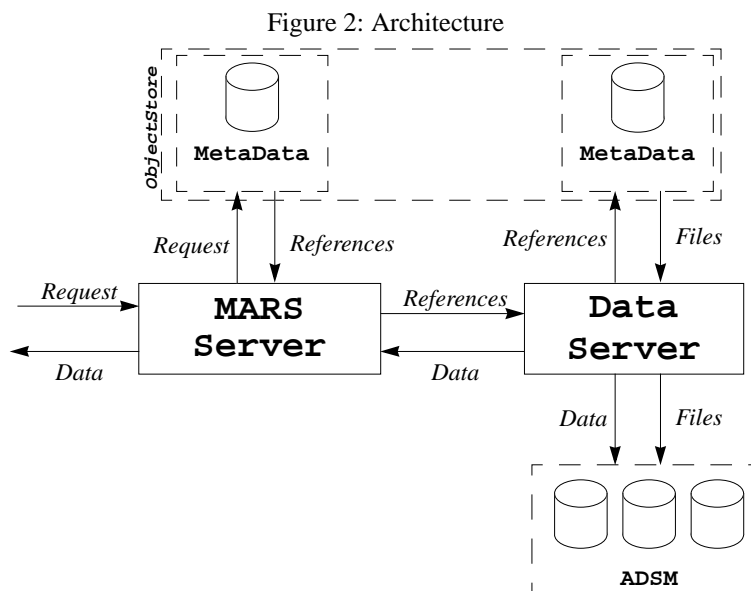 Figure 2: Architecture
ObjectStore
MetaData
MetaData
Request
References
References
Files
Request
MARS
Server
References
Data
Server
Data
Data
Data
Files
ADSM